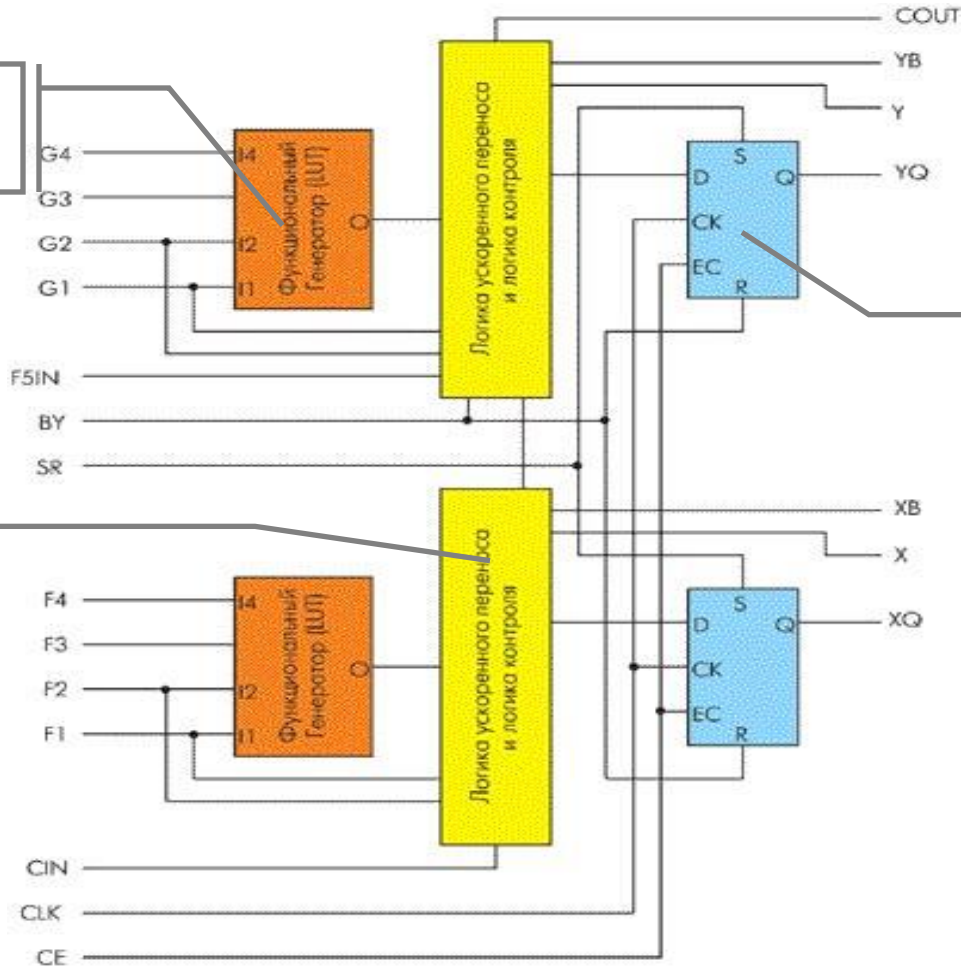 COUT
YB
Y
G4
G3
G2
G1
I4
I2
I1
Функциональный
Генератор (LUT)
O
Логика ускоренного переноса
и логика контроля
S
D
Q
CK
EC
R
YQ
F5IN
BY
SR
XB
X
F4
F3
F2
F1
I4
I2
I1
Функциональный
Генератор (LUT)
O
Логика ускоренного переноса
и логика контроля
S
D
Q
CK
EC
R
XQ
CIN
CLK
CE